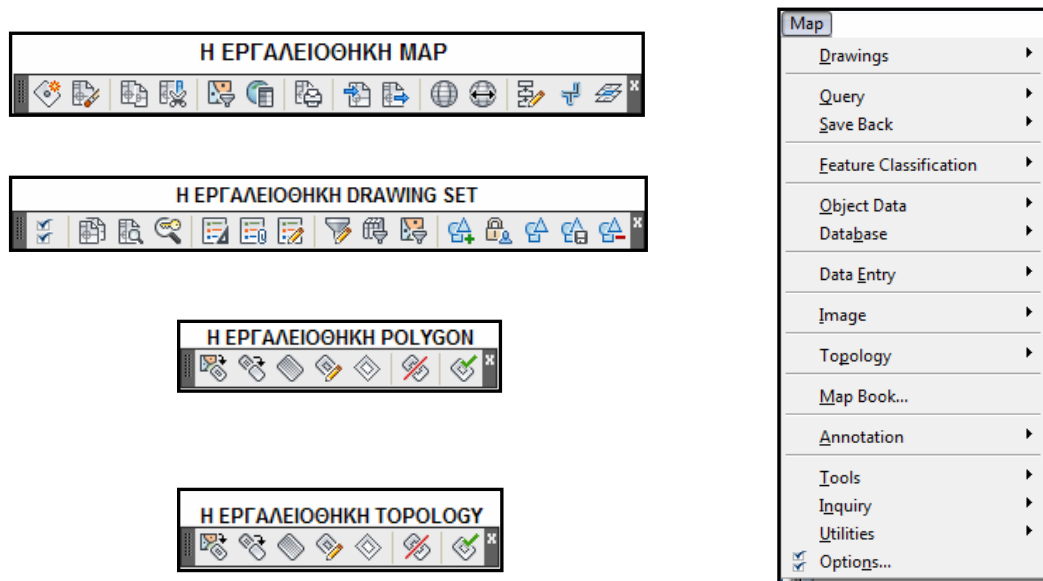 Η ΕΡΓΑΛΕΙΟΘΗΚΗ MAP
Η ΕΡΓΑΛΕΙΟΘΗΚΗ DRAWING SET
Η ΕΡΓΑΛΕΙΟΘΗΚΗ POLYGON
Η ΕΡΓΑΛΕΙΟΘΗΚΗ TOPOLOGY
Map
Drawings
Query
Save Back
Feature Classification
Object Data
Database
Data Entry
Image
Topology
Map Book...
Annotation
Tools
Inquiry
Utilities
Options...